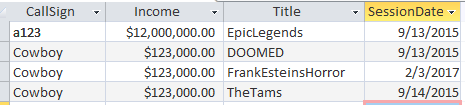 CallSign Income Title SessionDate
a123 $12,000,000.00 EpicLegends 9/13/2015
Cowboy $123,000.00 DOOMED 9/13/2015
Cowboy $123,000.00 FrankEsteinsHorror 2/3/2017
Cowboy $123,000.00 TheTams 9/14/2015